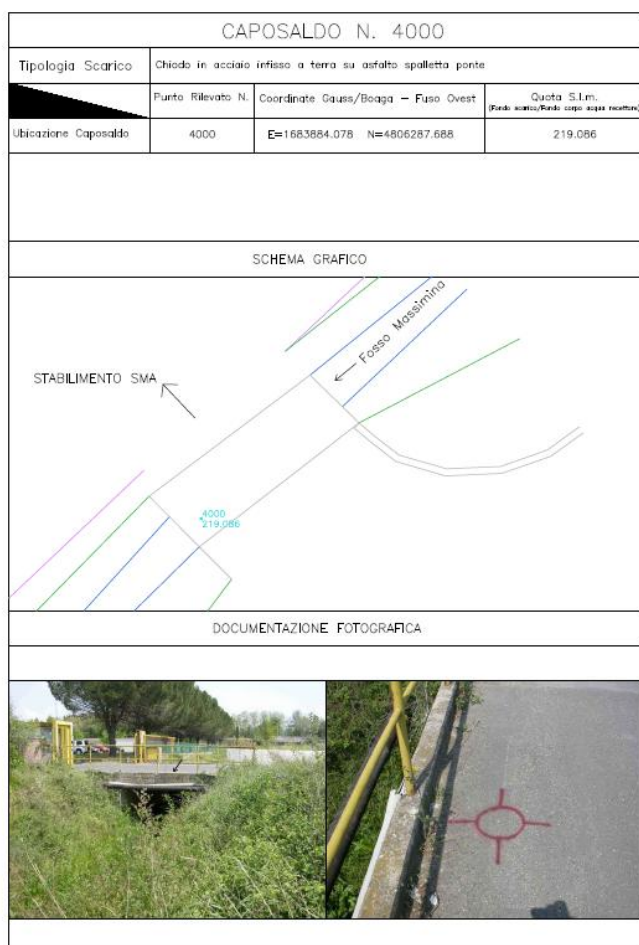 CAPOSALDO N. 4000
Tipologia Scarico
Chiodo in acciaio infisso a terra su asfalto spalletta ponte
Punto Rilevato N.
Coordinate Gauss/Boaga – Fuso Ovest
Quota S.l.m.
(Fondo scarico/Fondo corpo acqua recettore)
Ubicazione Caposaldo
4000
E=1683884.078 N=4806287.688
219.086
SCHEMA GRAFICO
Fosso Massimina
STABILIMENTO SMA
4000
219.086
DOCUMENTAZIONE FOTOGRAFICA